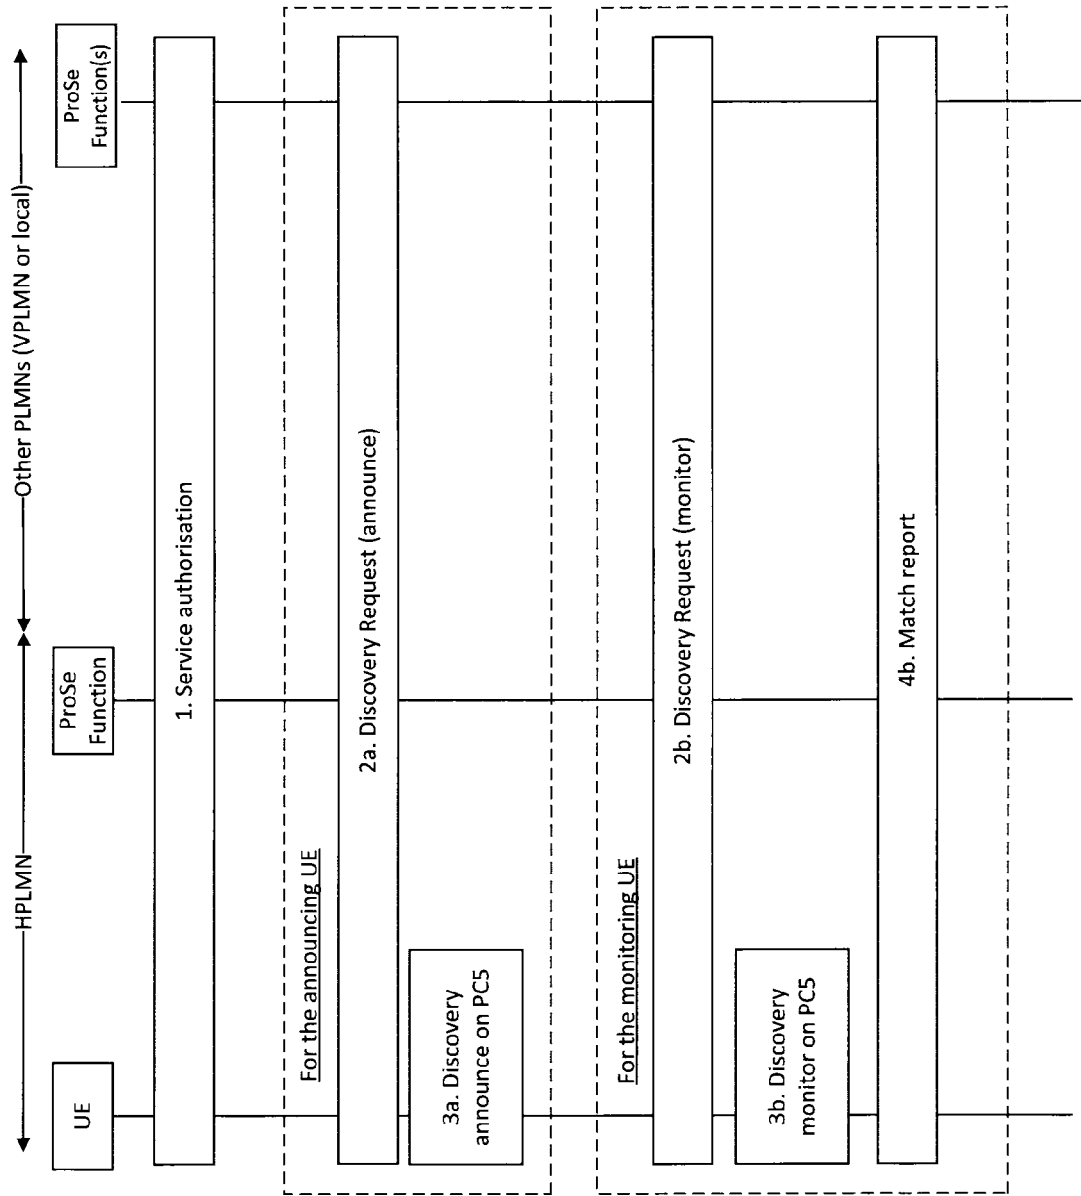 HPLMN
Other PLMNs (VPLMN or local)
UE
ProSe
Function
ProSe
Function(s)
1. Service authorisation
For the announcing UE
2a. Discovery Request (announce)
3a. Discovery
announce on PC5
For the monitoring UE
2b. Discovery Request (monitor)
3b. Discovery
monitor on PC5
4b. Match report